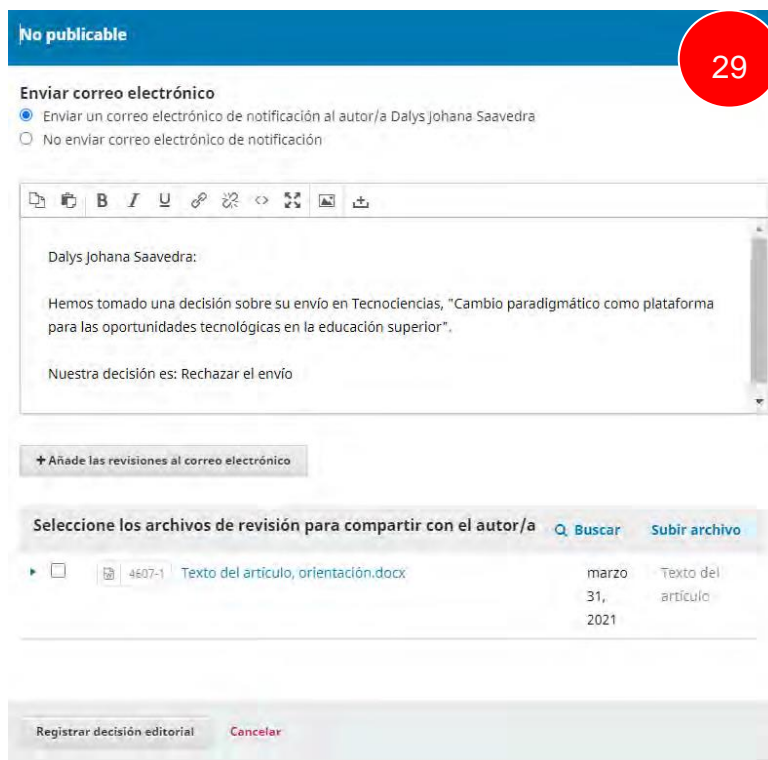 No publicable
29
Enviar correo electrónico
Enviar un correo electrónico de notificación al autor/a Dalys Johana Saavedra
No enviar correo electrónico de notificación
B I U
Dalys Johana Saavedra:
Hemos tomado una decisión sobre su envío en Tecnociencias, "Cambio paradigmático como plataforma
para las oportunidades tecnológicas en la educación superior".
Nuestra decisión es: Rechazar el envío
+ Añade las revisiones al correo electrónico
Seleccione los archivos de revisión para compartir con el autor/a Buscar Subir archivo
4607-1 Texto del artículo, orientación.docx marzo Texto del
31, artículo
2021
Registrar decisión editorial Cancelar